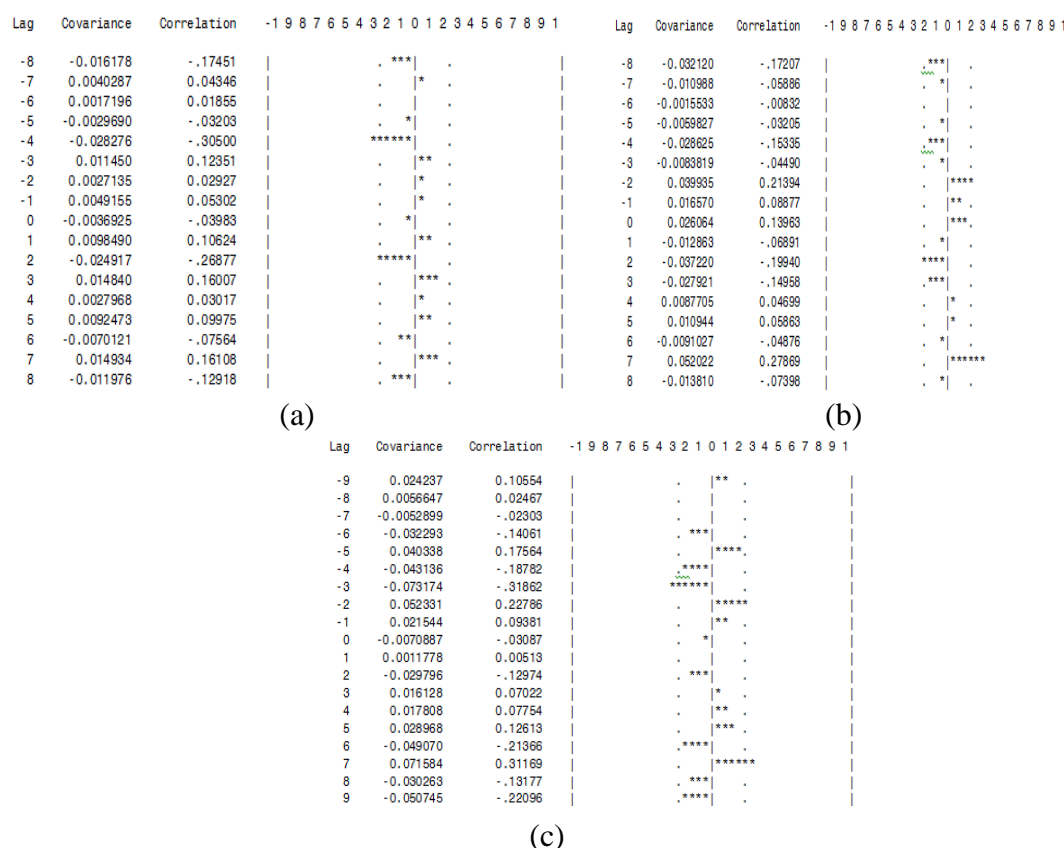 Lag Covariance Correlation -1 9 8 7 6 5 4 3 2 1 0 1 2 3 4 5 6 7 8 9 1
-8 -0.016178 -.17451 | . ***| . |
-7 0.0040287 0.04346 | . |* . |
-6 0.0017196 0.01855 | . | . |
-5 -0.0029690 -.03203 | . *| . |
-4 -0.028276 -.30500 | ******| . |
-3 0.011450 0.12351 | . |** . |
-2 0.0027135 0.02927 | . |* . |
-1 0.0049155 0.05302 | . |* . |
0 -0.0036925 -.03983 | . *| . |
1 0.0098490 0.10624 | . |** . |
2 -0.024917 -.26877 | *****| . |
3 0.014840 0.16007 | . |*** . |
4 0.0027968 0.03017 | . |* . |
5 0.0092473 0.09975 | . |** . |
6 -0.0070121 -.07564 | . **| . |
7 0.014934 0.16108 | . |*** . |
8 -0.011976 -.12918 | . ***| . |
(a)
Lag Covariance Correlation -1 9 8 7 6 5 4 3 2 1 0 1 2 3 4 5 6 7 8 9 1
-8 -0.032120 -.17207 | .***| . |
-7 -0.010988 -.05886 | . *| . |
-6 -0.0015533 -.00832 | . | . |
-5 -0.0059827 -.03205 | . *| . |
-4 -0.028625 -.15335 | .***| . |
-3 -0.0083819 -.04490 | . *| . |
-2 0.039935 0.21394 | . |****
-1 0.016570 0.08877 | . |** .
0 0.026064 0.13963 | . |***.
1 -0.012863 -.06891 | . *| .
2 -0.037220 -.19940 | ****| .
3 -0.027921 -.14958 | .***| .
4 0.0087705 0.04699 | . |* .
5 0.010944 0.05863 | . |* .
6 -0.0091027 -.04876 | . *| .
7 0.052022 0.27869 | . |******
8 -0.013810 -.07398 | . *| .
(b)
Lag Covariance Correlation -1 9 8 7 6 5 4 3 2 1 0 1 2 3 4 5 6 7 8 9 1
-9 0.024237 0.10554 | . |** . |
-8 0.0056647 0.02467 | . | . |
-7 -0.0052899 -.02303 | . | . |
-6 -0.032293 -.14061 | . ***| . |
-5 0.040338 0.17564 | . |****. |
-4 -0.043136 -.18782 | .****| . |
-3 -0.073174 -.31862 | ******| . |
-2 0.052331 0.22786 | . |***** |
-1 0.021544 0.09381 | . |** . |
0 -0.0070887 -.03087 | . *| . |
1 0.0011778 0.00513 | . | . |
2 -0.029796 -.12974 | . ***| . |
3 0.016128 0.07022 | . |* . |
4 0.017808 0.07754 | . |** . |
5 0.028968 0.12613 | . |*** . |
6 -0.049070 -.21366 | .****| . |
7 0.071584 0.31169 | . |****** |
8 -0.030263 -.13177 | . ***| . |
9 -0.050745 -.22096 | .****| . |
(c)